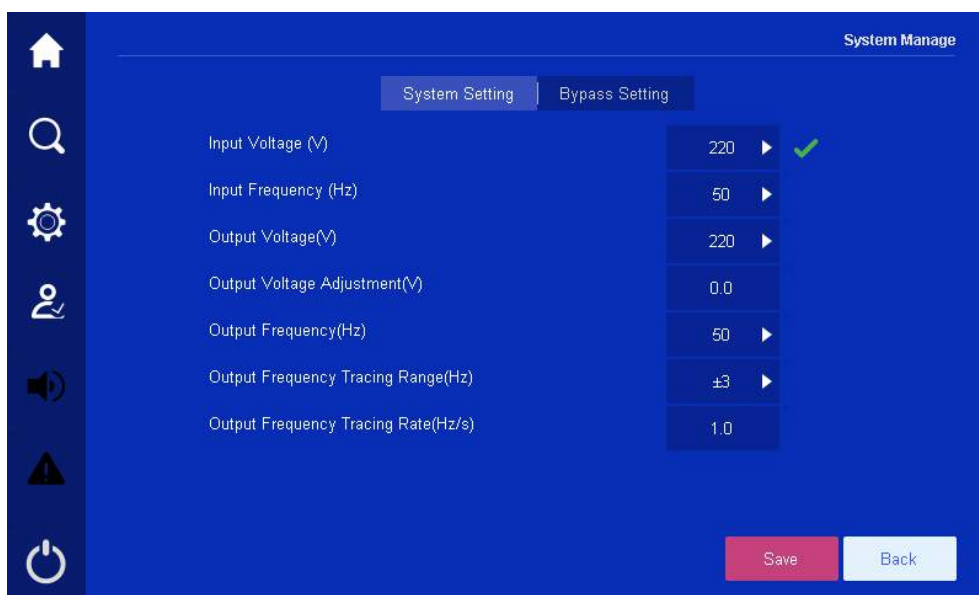 System Manage
System Setting | Bypass Setting
Input Voltage (V) 220
Input Frequency (Hz) 50
Output Voltage(V) 220
Output Voltage Adjustment(V) 0.0
Output Frequency(Hz) 50
Output Frequency Tracing Range(Hz) ±3
Output Frequency Tracing Rate(Hz/s) 1.0
Save Back